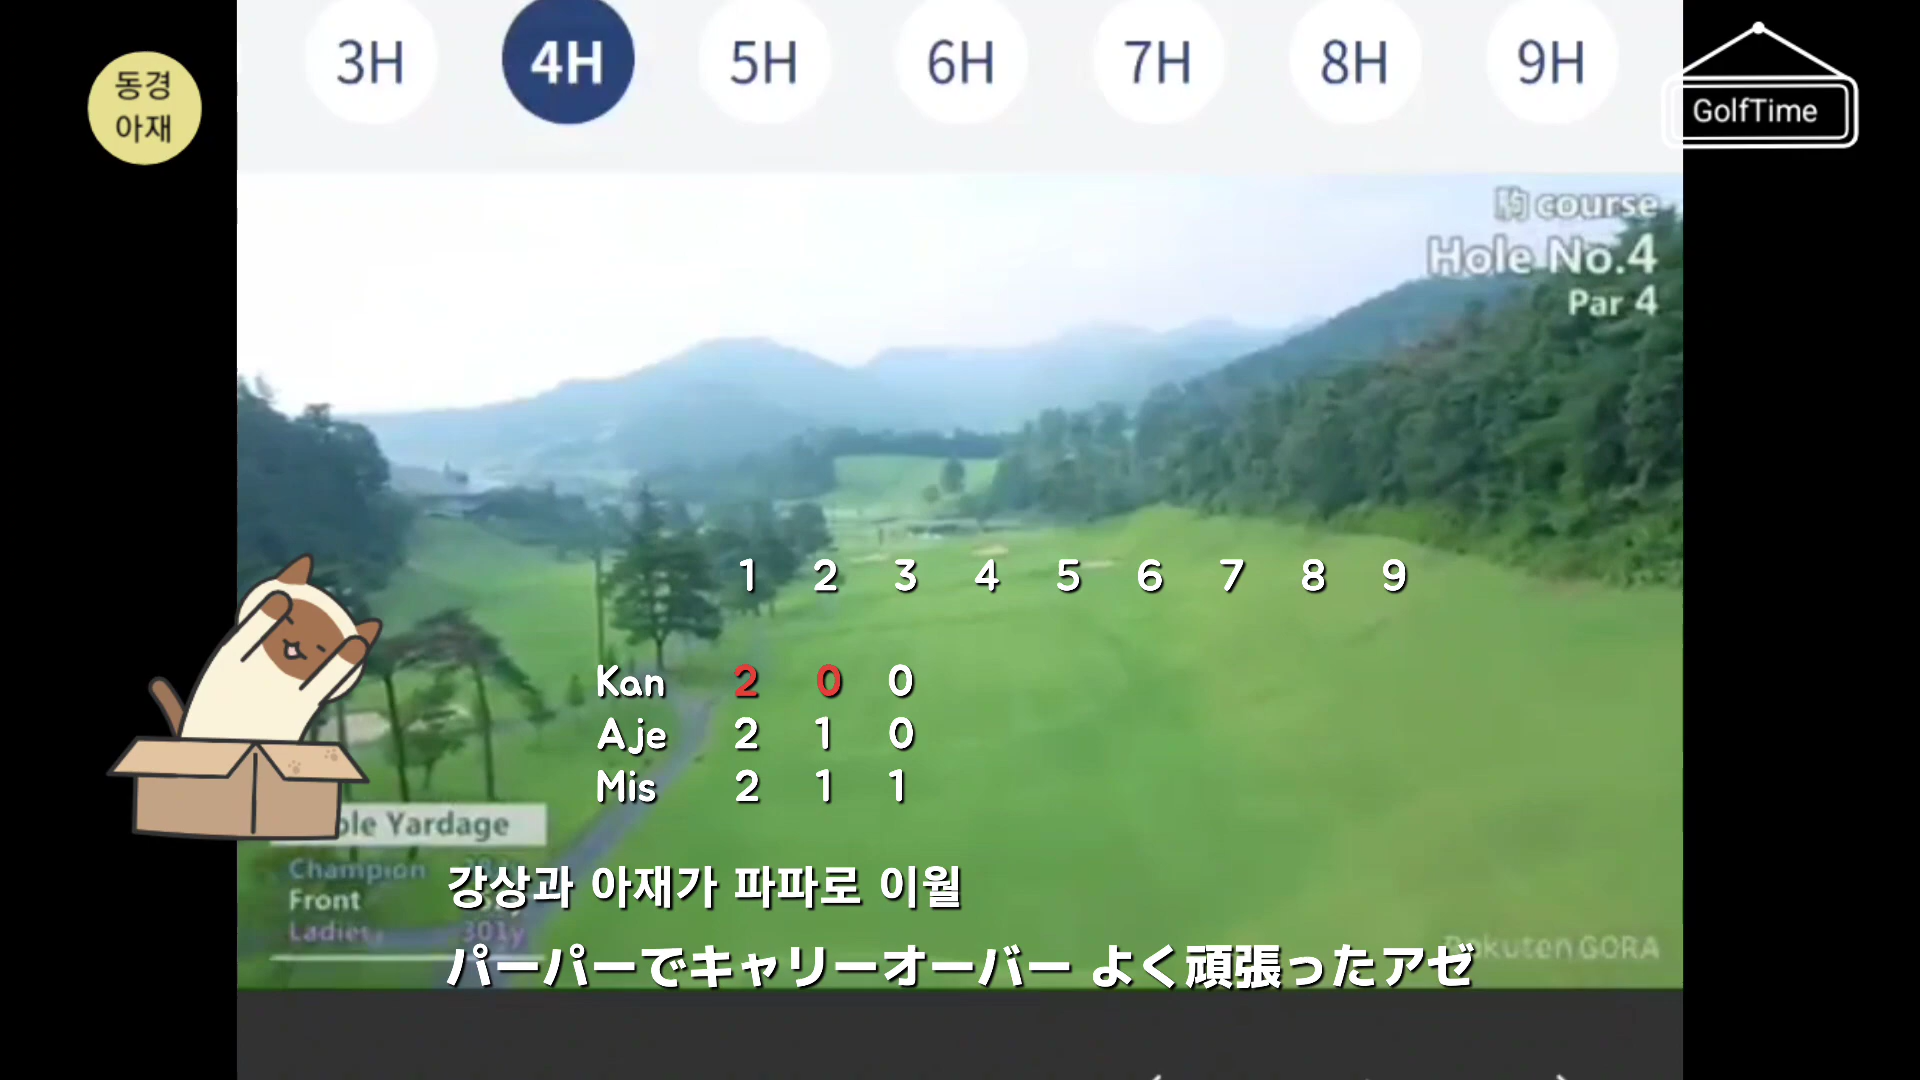 3H 4H 5H 6H 7H 8H 9H
동경
아재
GolfTime
駒 course
Hole No.4
Par 4
1 2 3 4 5 6 7 8 9
Kan 2 0 0
Aje 2 1 0
Mis 2 1 1
Yardage
Champion
Front
Ladies 301y
강상과 아재가 파파로 이월
パーパーでキャリーオーバー よく頑張ったアゼ
GORA